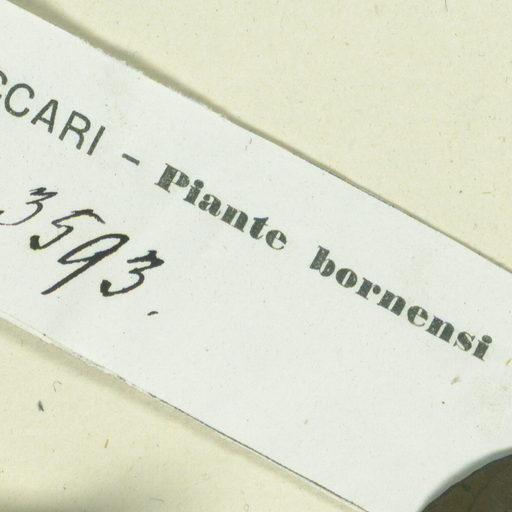 CCARI - Piante bornensi
3593.